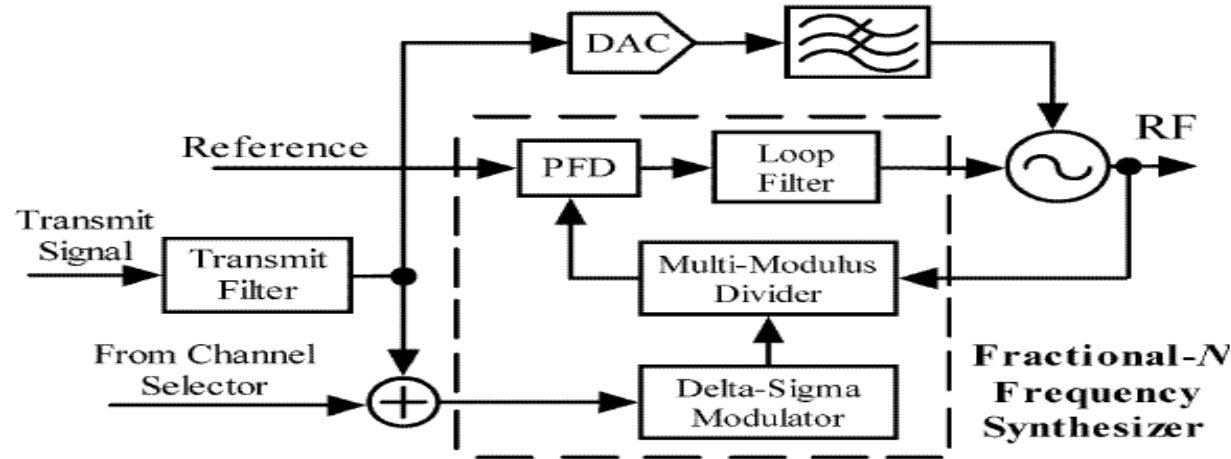 DAC
RF
Reference
PFD
Loop
Filter
Transmit
Signal
Transmit
Filter
Multi-Modulus
Divider
From Channel
Selector
Delta-Sigma
Modulator
Fractional-N
Frequency
Synthesizer